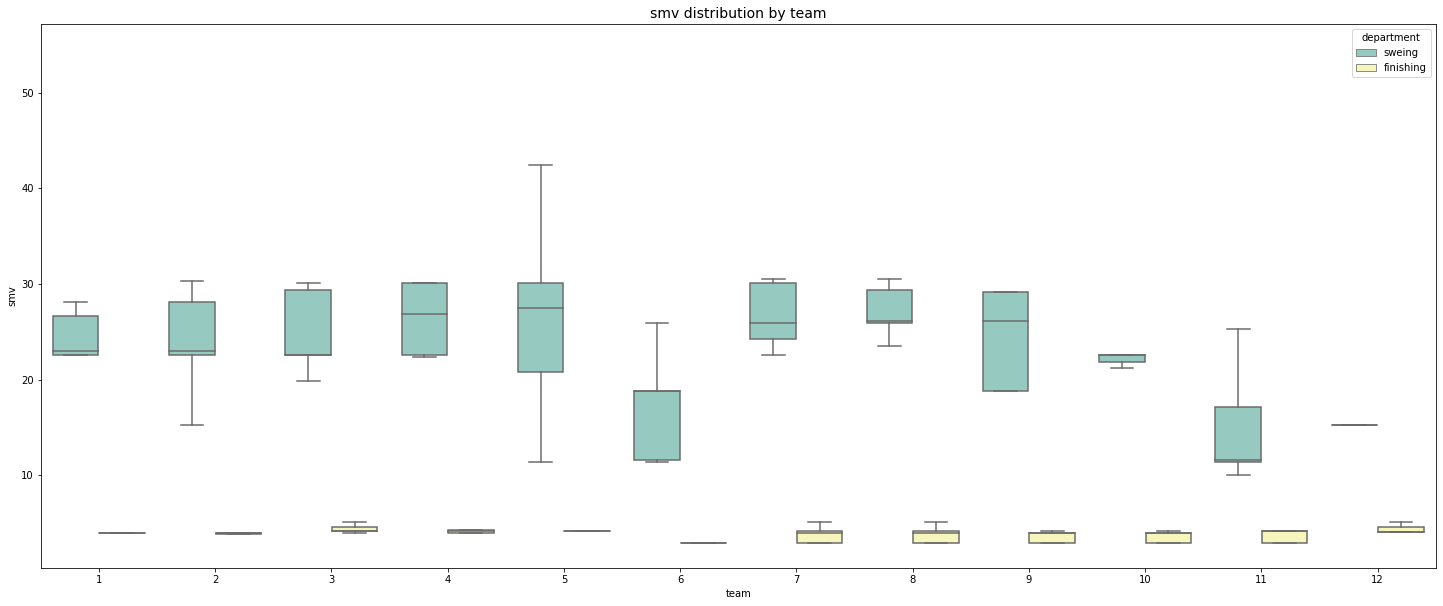 smv distribution by team
department
sweing
finishing
50
40
30
20
10
smv
1 2 3 4 5 6 7 8 9 10 11 12
team